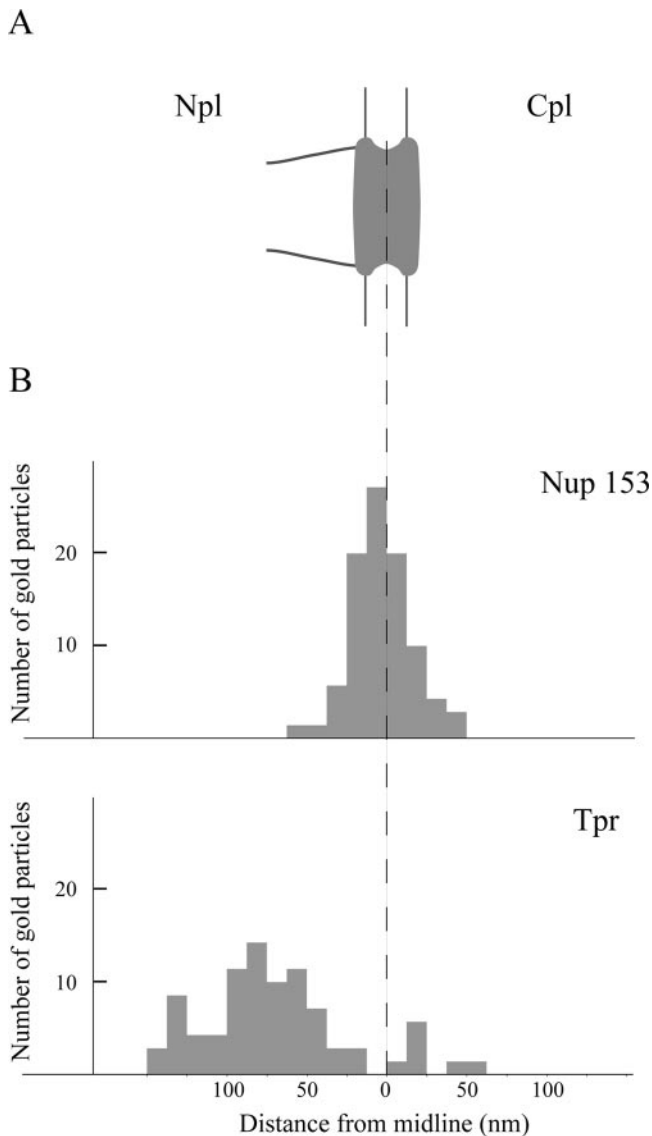 A
Npl
Cpl
B
Nup 153
Number of gold particles
20
10
Tpr
Number of gold particles
20
10
100 50 0 50 100
Distance from midline (nm)